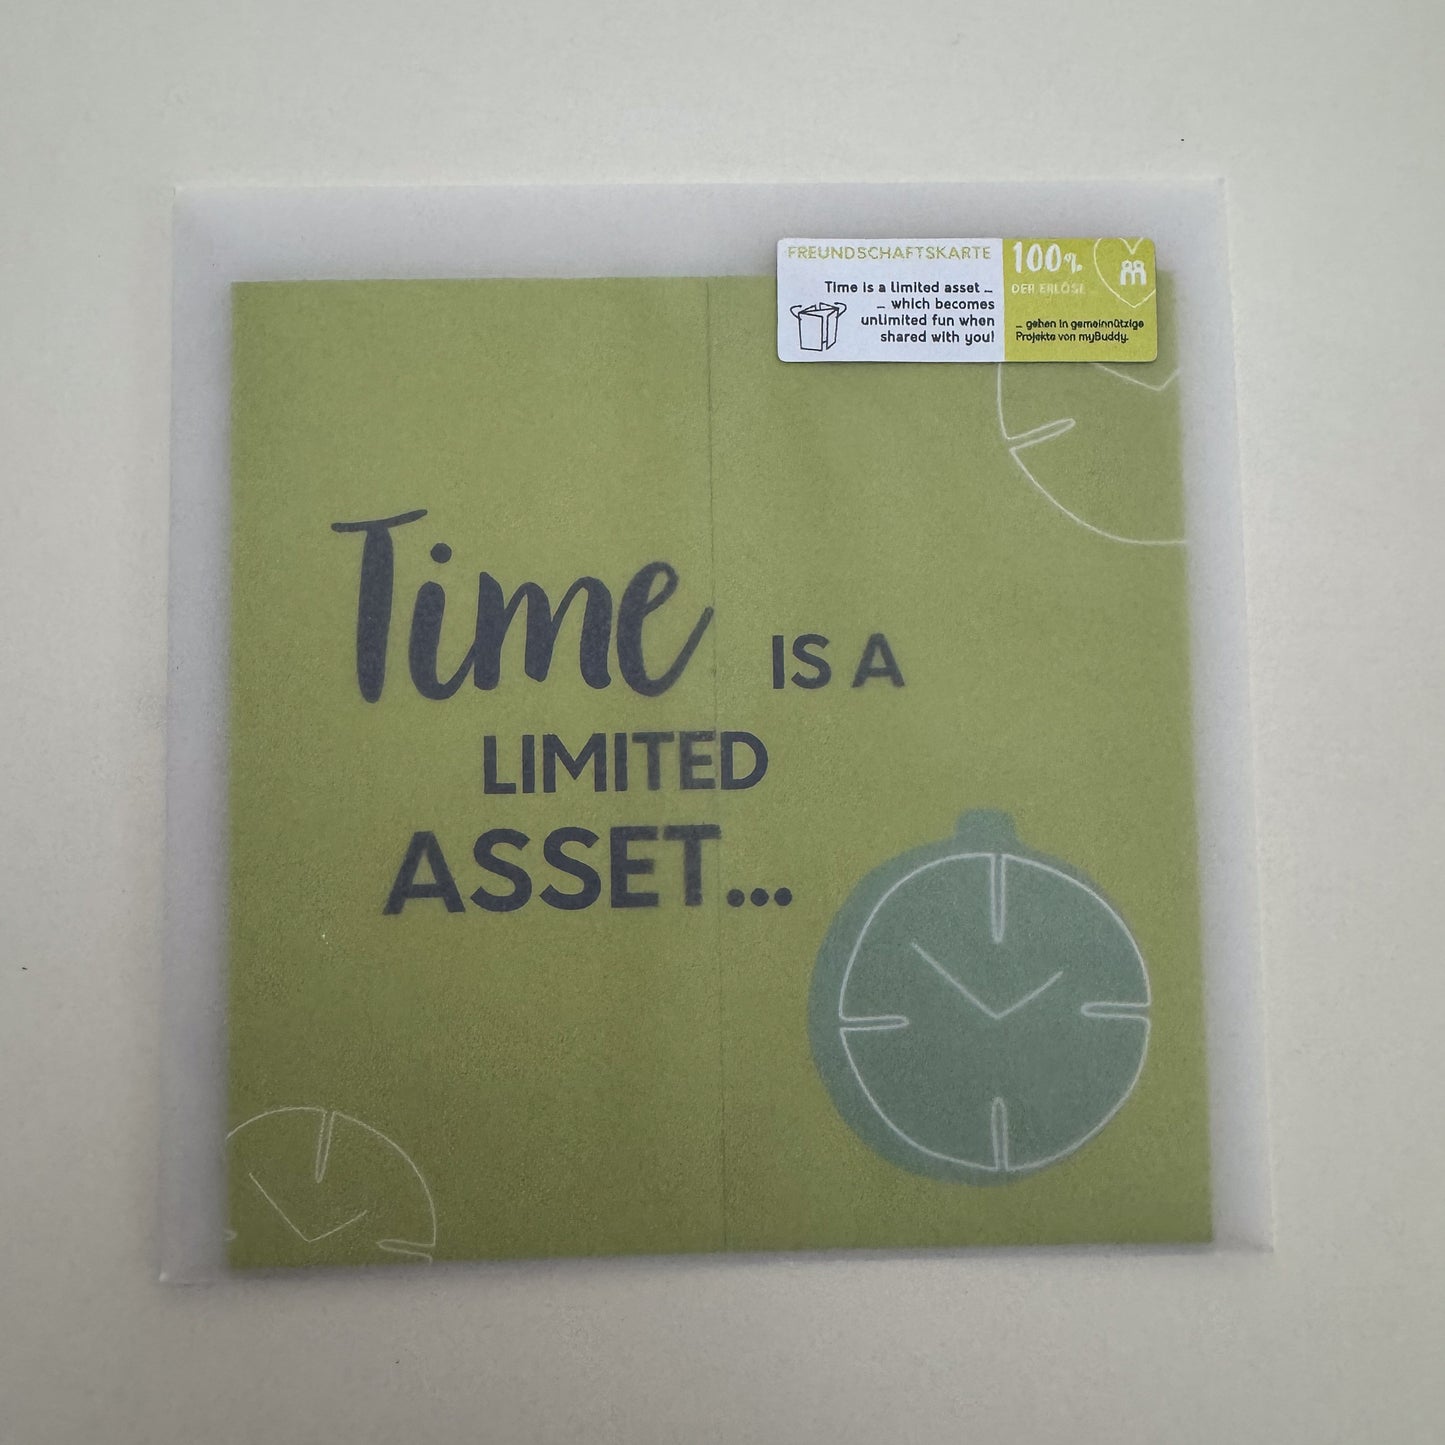 FREUNDSCHAFTSKARTE
Time is a limited asset ...
... which becomes
unlimited fun when
shared with you!
100%
DER ERLÖSE
... gehen in gemeinnützige
Projekte von myBuddy.
Time IS A
LIMITED
ASSET...